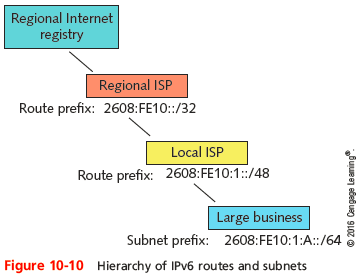 Regional Internet
registry
Regional ISP
Route prefix: 2608:FE10::/32
Local ISP
Route prefix: 2608:FE10:1::/48
Large business
Subnet prefix: 2608:FE10:1:A::/64
© 2016 Cengage Learning®.
Figure 10-10 Hierarchy of IPv6 routes and subnets